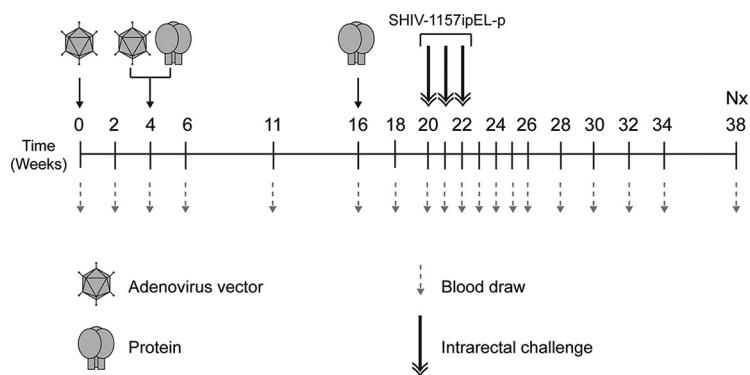 SHIV-1157ipEL-p
Nx
0 2 4 6 11 16 18 20 22 24 26 28 30 32 34 38
Time
(Weeks)
Adenovirus vector
Blood draw
Protein
Intrarectal challenge